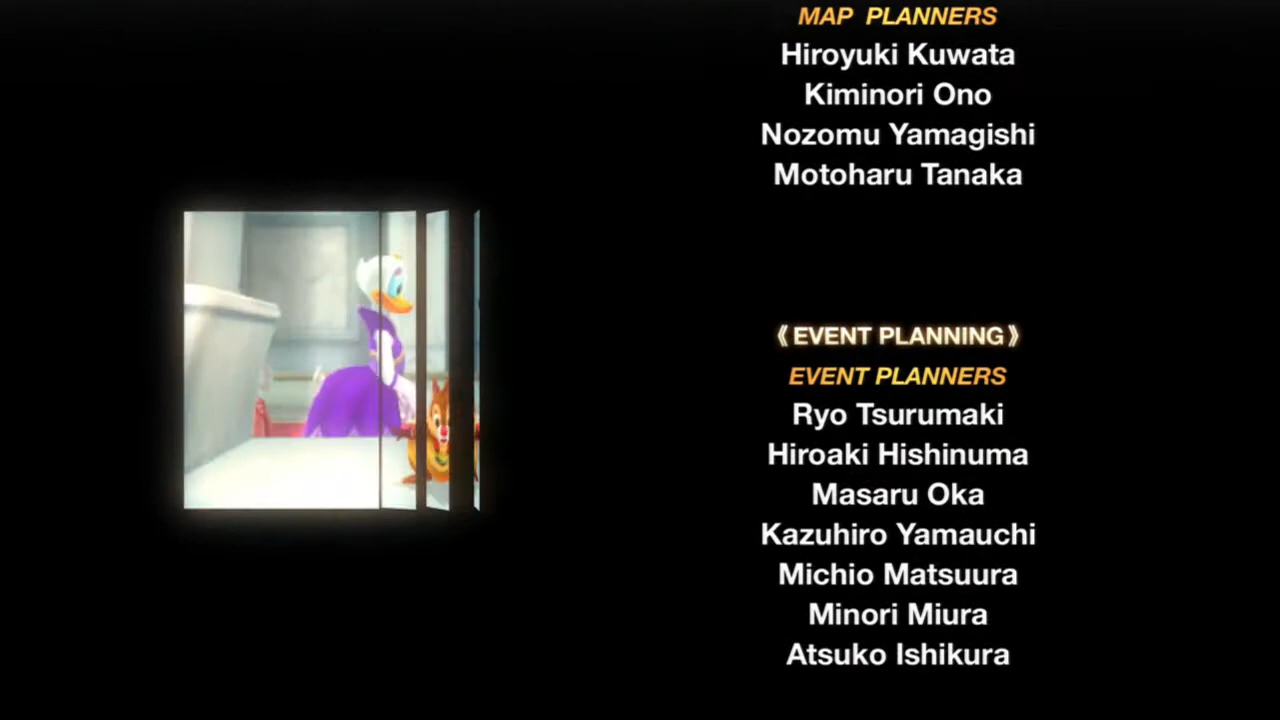 MAP PLANNERS
Hiroyuki Kuwata
Kiminori Ono
Nozomu Yamagishi
Motoharu Tanaka
《EVENT PLANNING》
EVENT PLANNERS
Ryo Tsurumaki
Hiroaki Hishinuma
Masaru Oka
Kazuhiro Yamauchi
Michio Matsuura
Minori Miura
Atsuko Ishikura